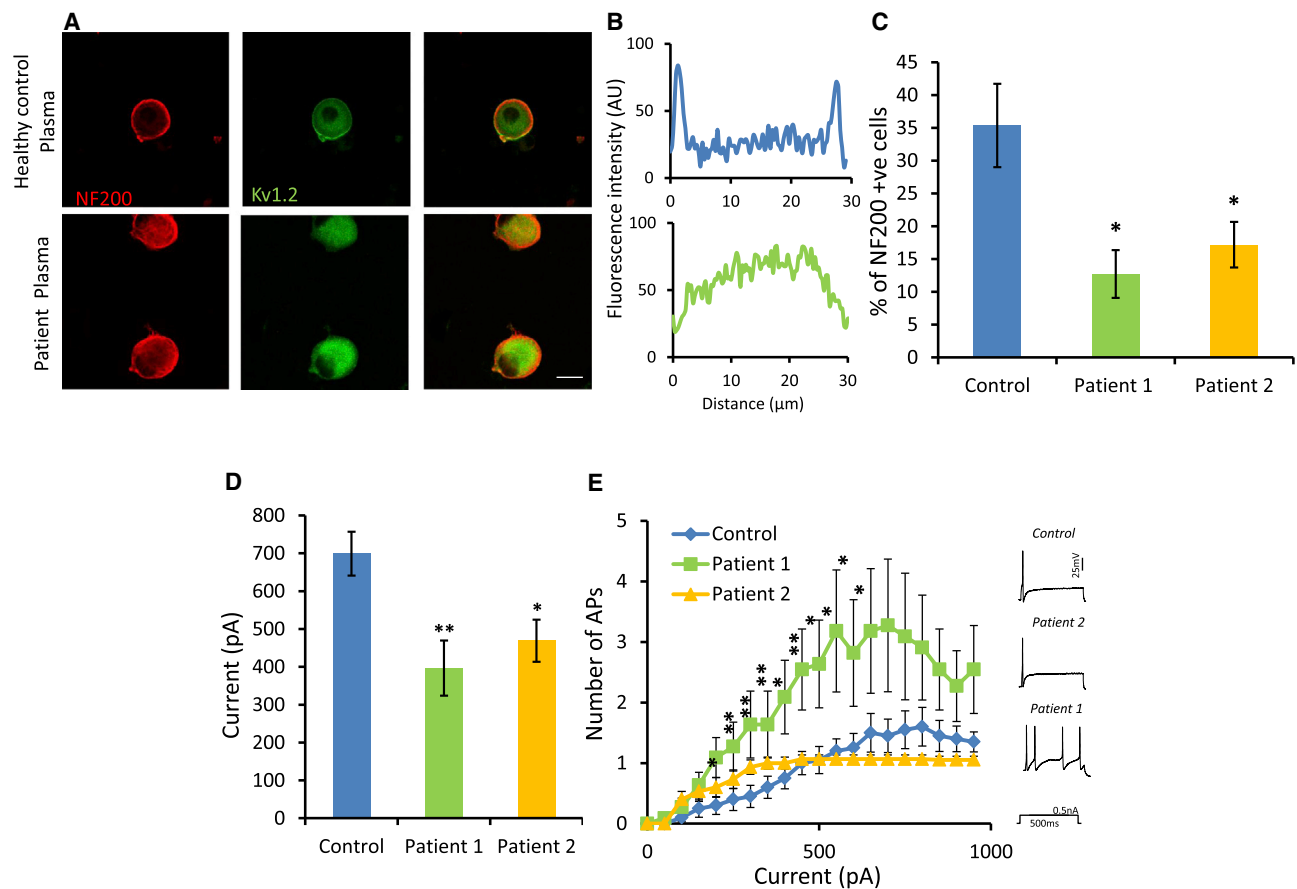 A
Healthy control
Plasma
NF200
Kv1.2
Patient Plasma
B
Fluorescence intensity (AU)
100
50
0
0 10 20 30
100
50
0
0 10 20 30
Distance (µm)
C
% of NF200 +ve cells
45
40
35
30
25
20
15
10
5
0
*
*
Control Patient 1 Patient 2
D
Current (pA)
800
700
600
500
400
300
200
100
0
**
*
Control Patient 1 Patient 2
E
Number of APs
5
4
3
2
1
0
Control
Patient 1
Patient 2
*
**
**
**
*
**
*
*
*
*
0 500 1000
Current (pA)
Control
25mV
Patient 2
Patient 1
0.5nA
500ms